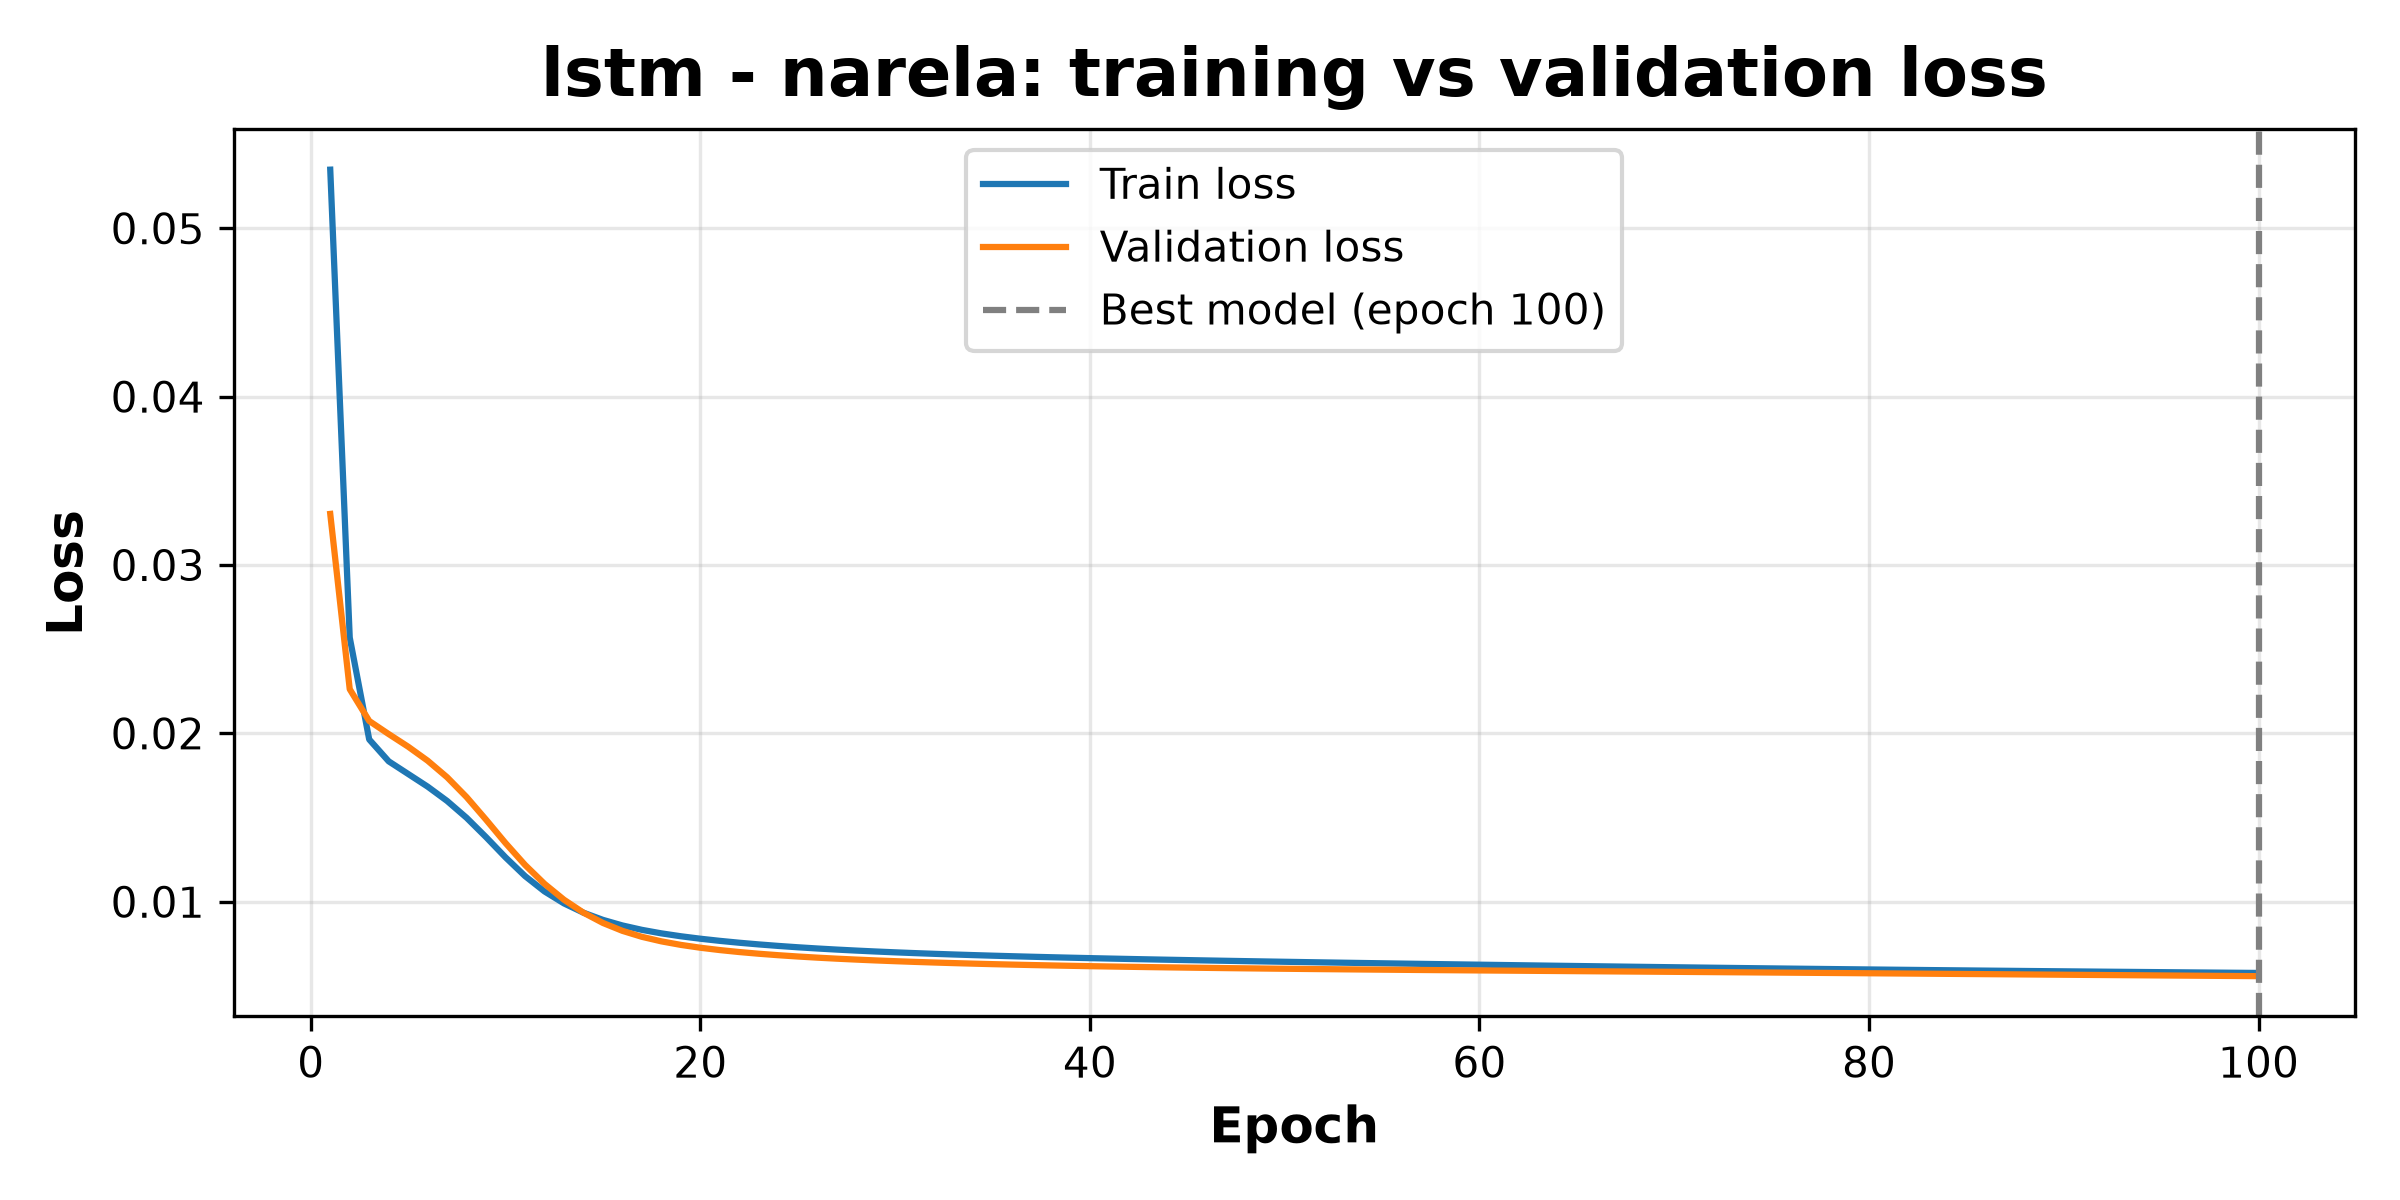 lstm - narela: training vs validation loss
Train loss
Validation loss
Best model (epoch 100)
Loss
0.05
0.04
0.03
0.02
0.01
0 20 40 60 80 100
Epoch